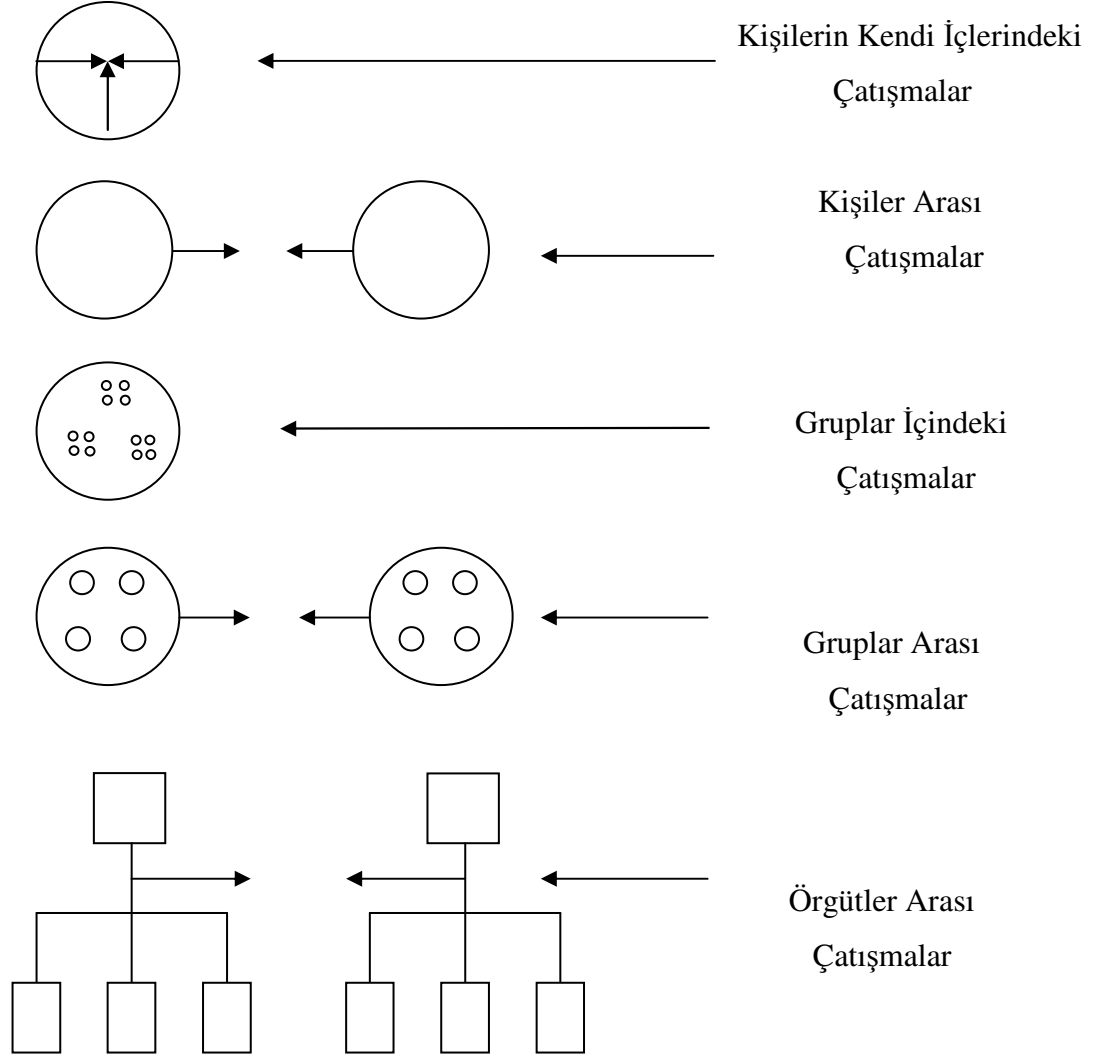 Kişilerin Kendi İçlerindeki
Çatışmalar
Kişiler Arası
Çatışmalar
Gruplar İçindeki
Çatışmalar
Gruplar Arası
Çatışmalar
Örgütler Arası
Çatışmalar